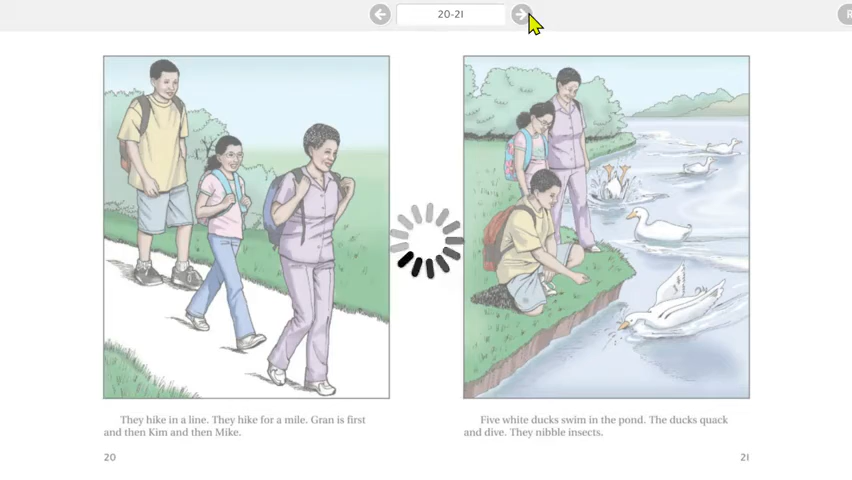 20-21
They hike in a line. They hike for a mile. Gran is first
and then Kim and then Mike.
20
Five white ducks swim in the pond. The ducks quack
and dive. They nibble insects.
21